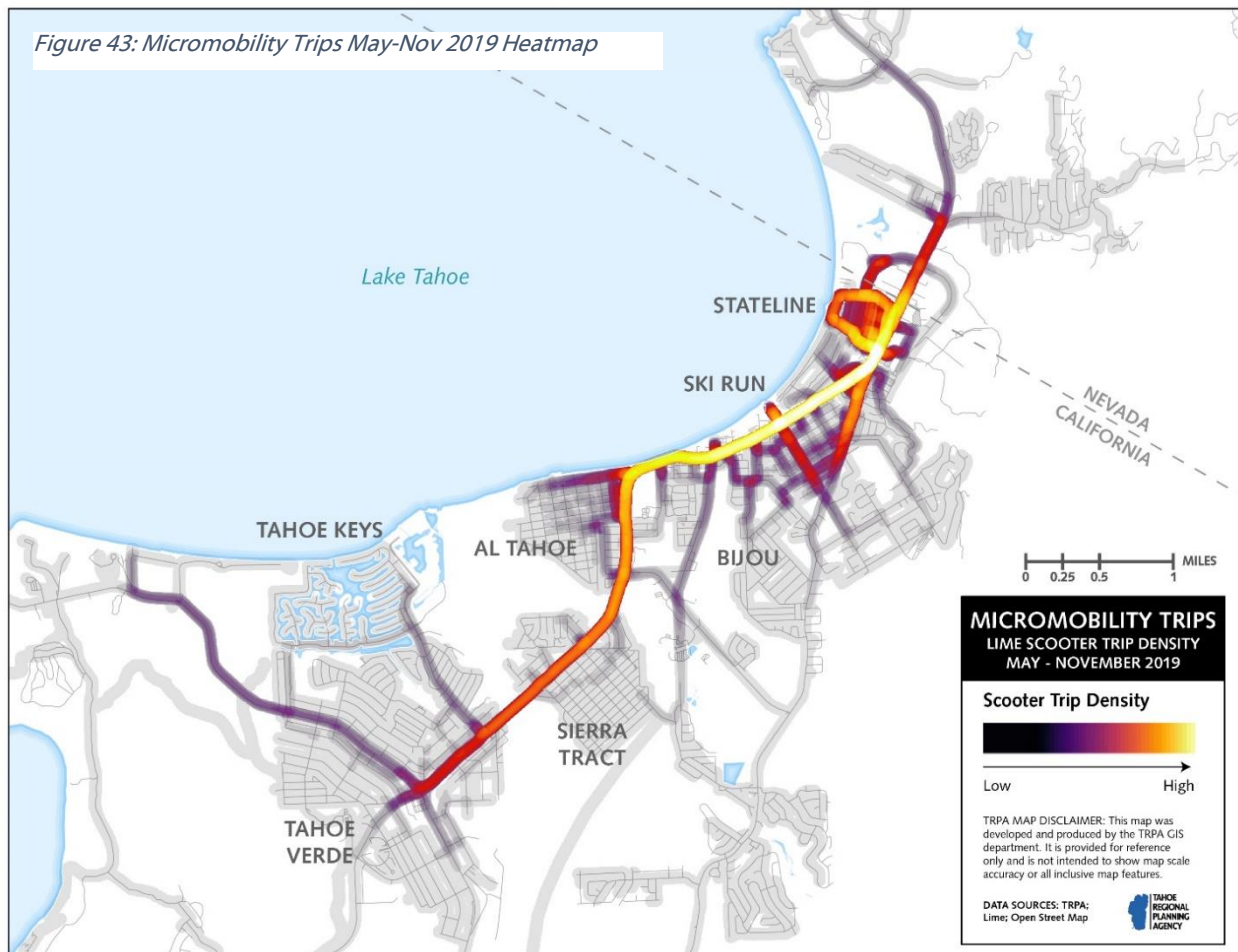 Figure 43: Micromobility Trips May-Nov 2019 Heatmap
Lake Tahoe
STATELINE
SKI RUN
NEVADA
CALIFORNIA
TAHOE KEYS
AL TAHOE
BIJOU
SIERRA
TRACT
TAHOE
VERDE
MILES
0 0.25 0.5 1
MICROMOBILITY TRIPS
LIME SCOOTER TRIP DENSITY
MAY - NOVEMBER 2019
Scooter Trip Density
Low High
TRPA MAP DISCLAIMER: This map was
developed and produced by the TRPA GIS
department. It is provided for reference
only and is not intended to show map scale
accuracy or all inclusive map features.
DATA SOURCES: TRPA;
Lime; Open Street Map
TAHOE
REGIONAL
PLANNING
AGENCY